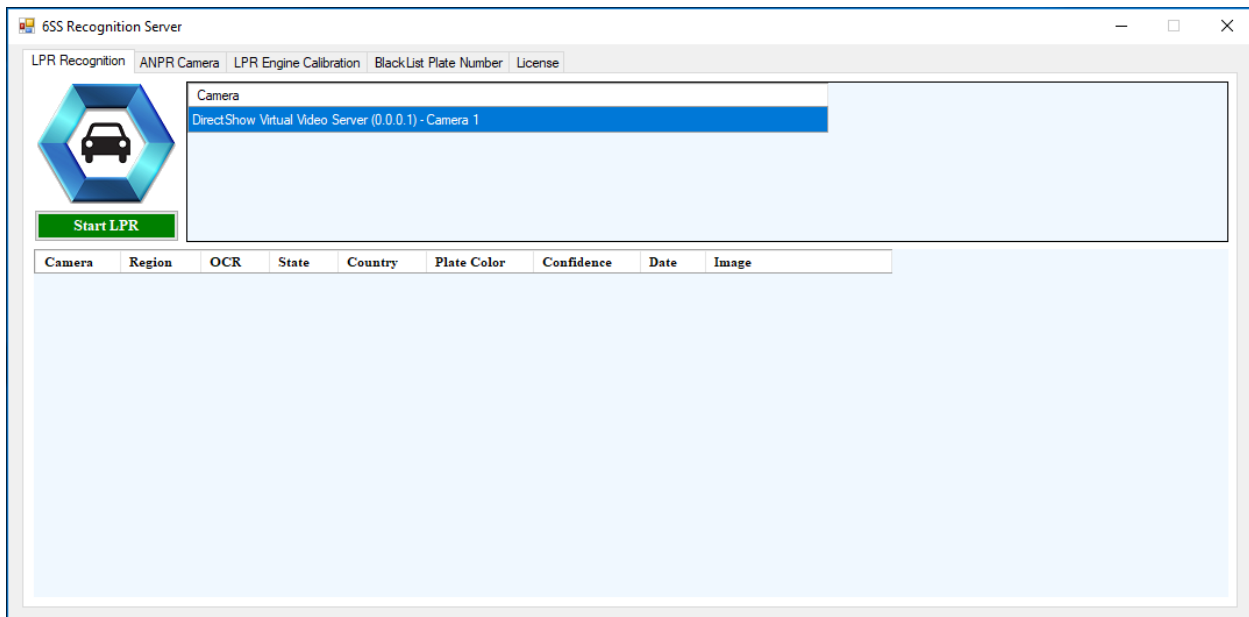 6SS Recognition Server
LPR Recognition ANPR Camera LPR Engine Calibration BlackList Plate Number License
Camera
DirectShow Virtual Video Server (0.0.0.1) - Camera 1
Start LPR
Camera Region OCR State Country Plate Color Confidence Date Image